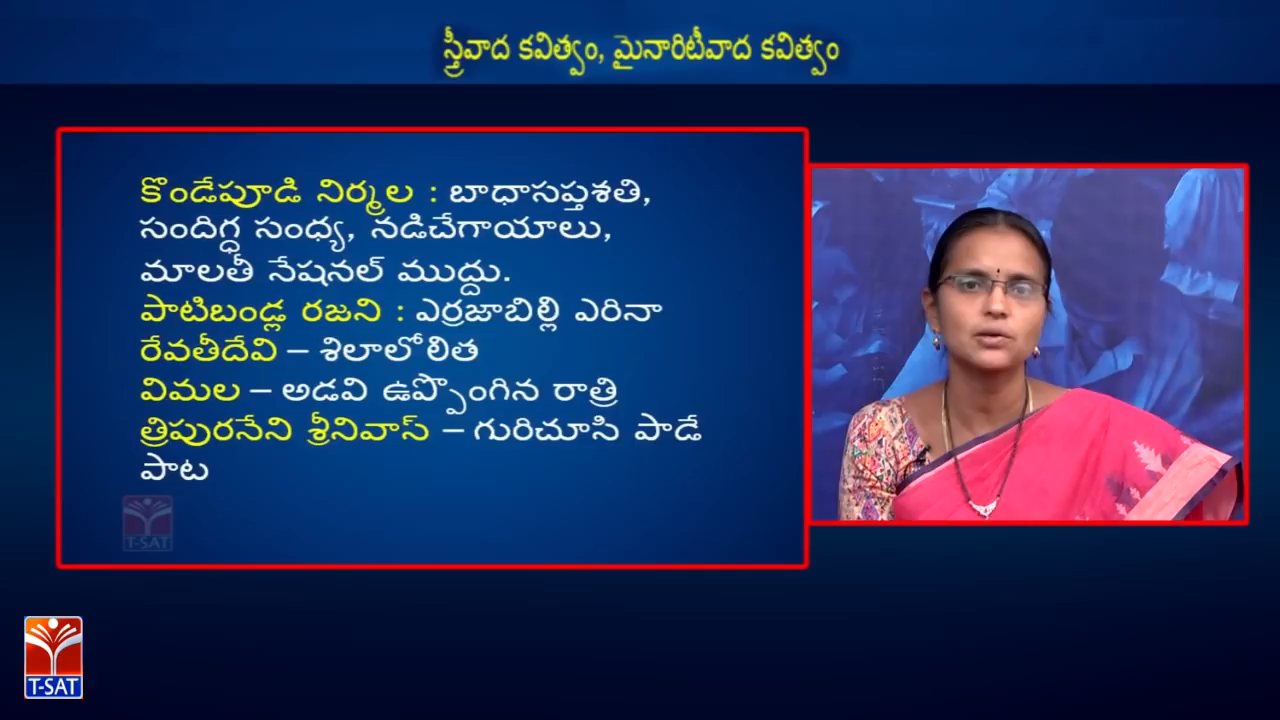 స్త్రీవాద కవిత్వం, మైనారిటీవాద కవిత్వం
కొండేపూడి నిర్మల : బాధాసప్తశతి,
సందిగ్ధ సంధ్య, నడిచేగాయాలు,
మాలతీ నేషనల్ ముద్దు.
పాటిబండ్ల రజని : ఎర్రజాబిల్లి ఎరినా
రేవతీదేవి – శిలాలోలిత
విమల – అడవి ఉప్పొంగిన రాత్రి
త్రిపురనేని శ్రీనివాస్ – గురిచూసి పాడే
పాట
T-SAT
T-SAT